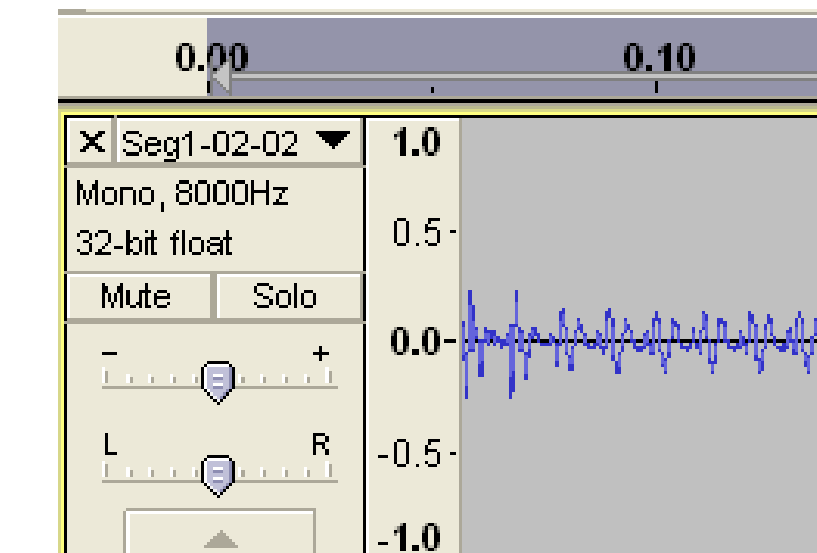 0.00 0.10
× Seg1-02-02 1.0
Mono, 8000Hz
32-bit float 0.5
Mute Solo
0.0
- +
L R
-0.5
-1.0